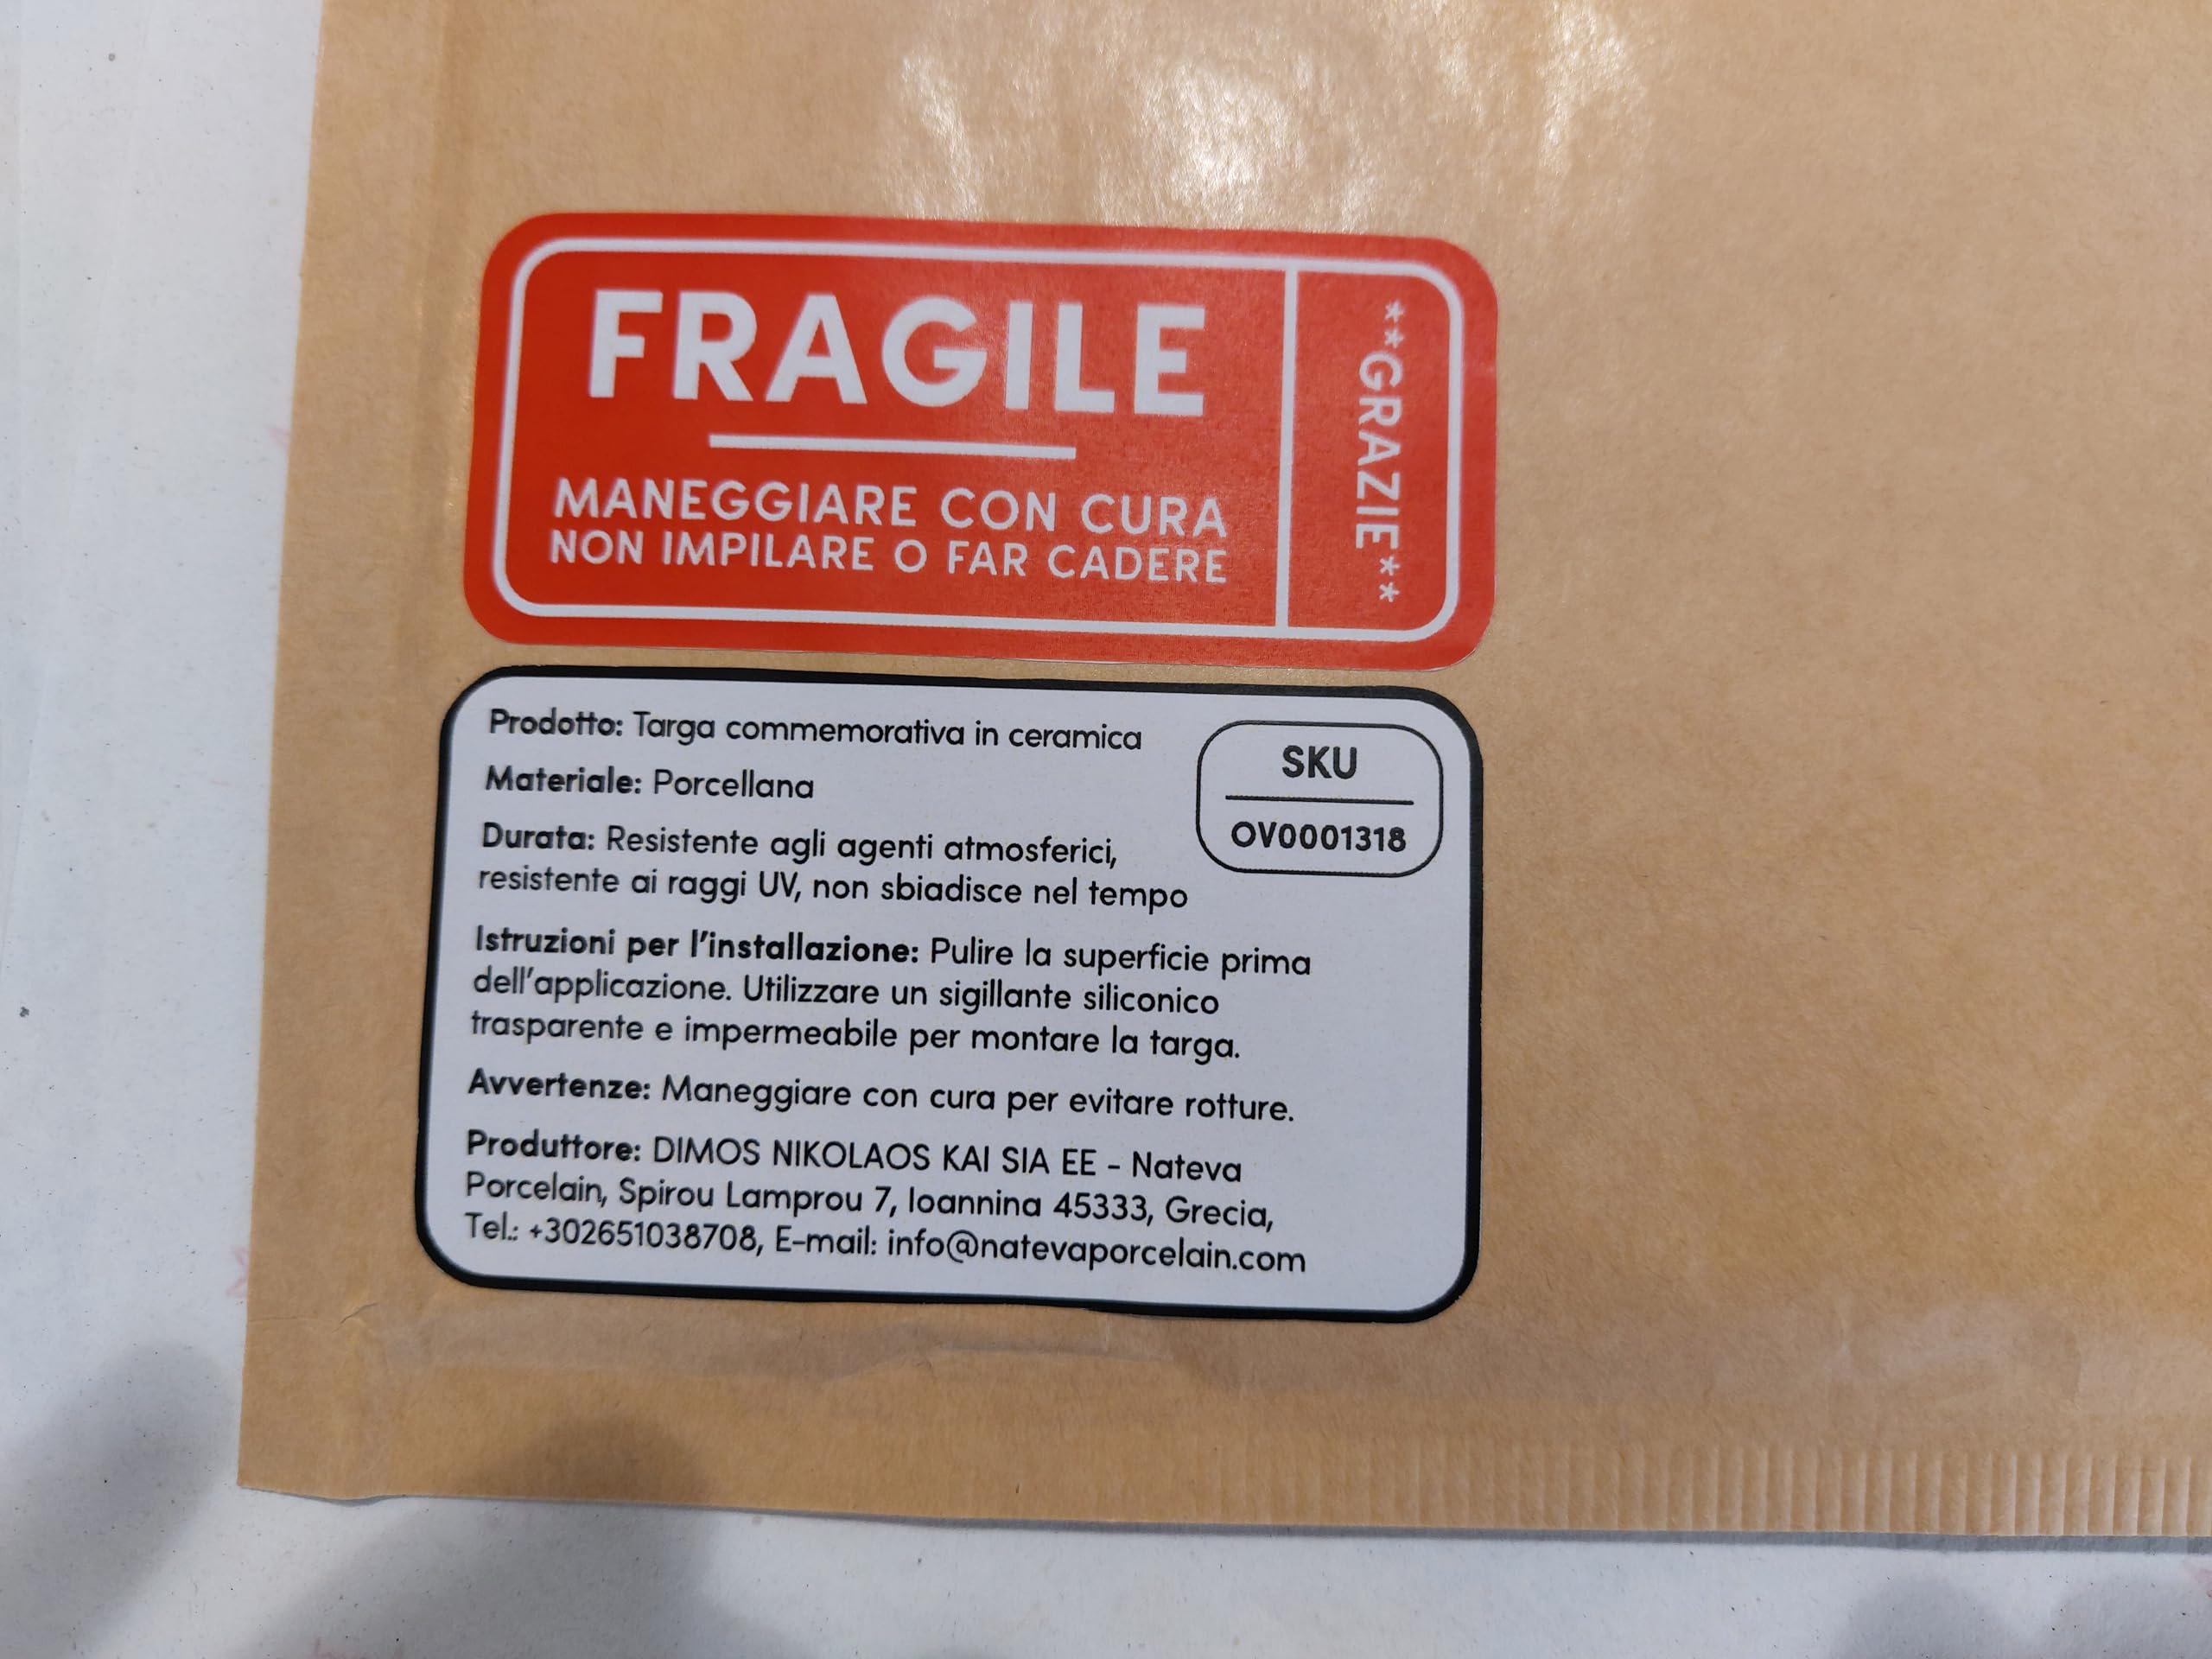 FRAGILE
MANEGGIARE CON CURA
NON IMPILARE O FAR CADERE
**GRAZIE**
Prodotto: Targa commemorativa in ceramica
Materiale: Porcellana
Durata: Resistente agli agenti atmosferici,
resistente ai raggi UV, non sbiadisce nel tempo
SKU
OV0001318
Istruzioni per l'installazione: Pulire la superficie prima
dell'applicazione. Utilizzare un sigillante siliconico
trasparente e impermeabile per montare la targa.
Avvertenze: Maneggiare con cura per evitare rotture.
Produttore: DIMOS NIKOLAOS KAI SIA EE - Nateva
Porcelain, Spirou Lamprou 7, Ioannina 45333, Grecia,
Tel.: +302651038708, E-mail: info@natevaporcelain.com